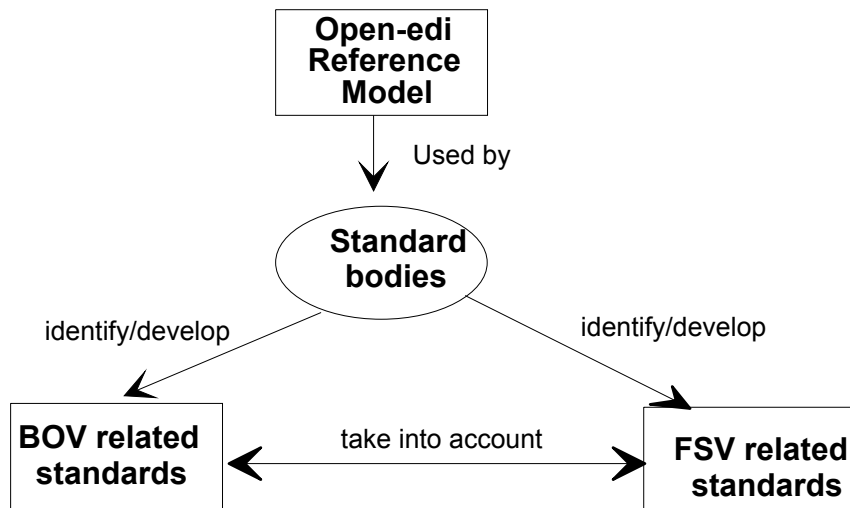 Open-edi
Reference
Model
Used by
Standard
bodies
identify/develop
identify/develop
BOV related
standards
take into account
FSV related
standards